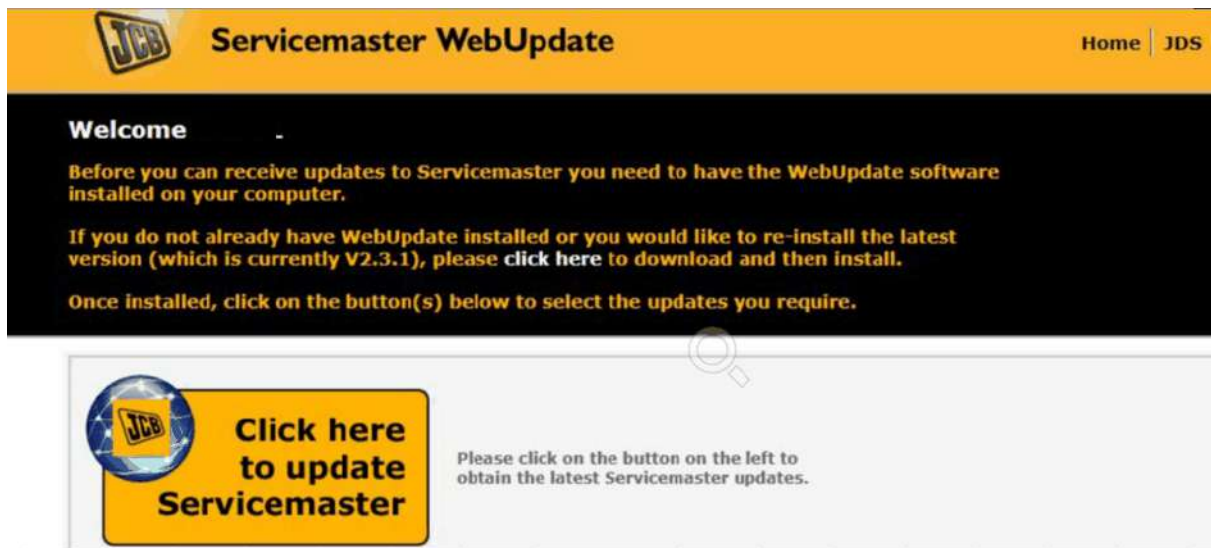 JCB
Servicemaster WebUpdate
Home | JDS
Welcome -
Before you can receive updates to Servicemaster you need to have the WebUpdate software
installed on your computer.
If you do not already have WebUpdate installed or you would like to re-install the latest
version (which is currently V2.3.1), please click here to download and then install.
Once installed, click on the button(s) below to select the updates you require.
JCB
Click here
to update
Servicemaster
Please click on the button on the left to
obtain the latest Servicemaster updates.